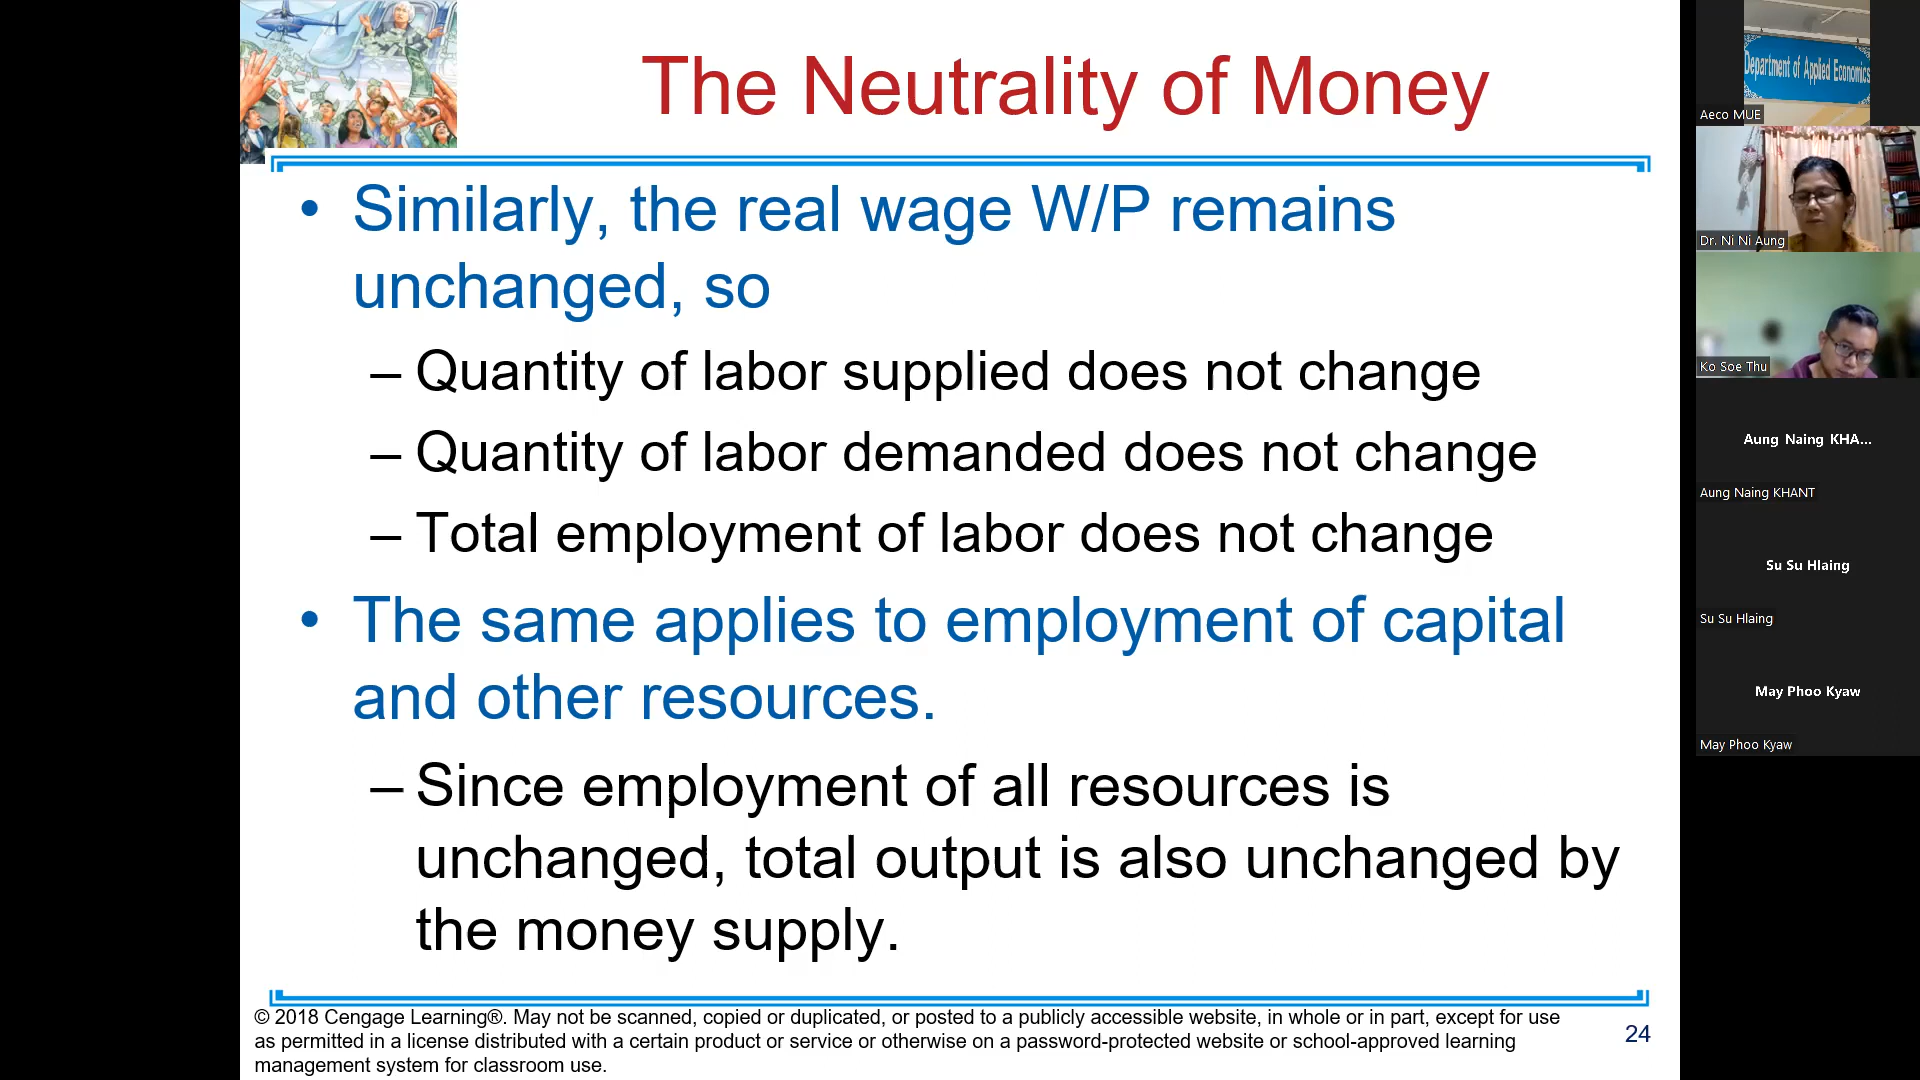 The Neutrality of Money
• Similarly, the real wage W/P remains
unchanged, so
– Quantity of labor supplied does not change
– Quantity of labor demanded does not change
– Total employment of labor does not change
• The same applies to employment of capital
and other resources.
– Since employment of all resources is
unchanged, total output is also unchanged by
the money supply.
© 2018 Cengage Learning®. May not be scanned, copied or duplicated, or posted to a publicly accessible website, in whole or in part, except for use
as permitted in a license distributed with a certain product or service or otherwise on a password-protected website or school-approved learning
management system for classroom use.
24
Department of Applied Economics
Aeco MUE
Dr. Ni Ni Aung
Ko Soe Thu
Aung Naing KHA...
Aung Naing KHANT
Su Su Hlaing
Su Su Hlaing
May Phoo Kyaw
May Phoo Kyaw